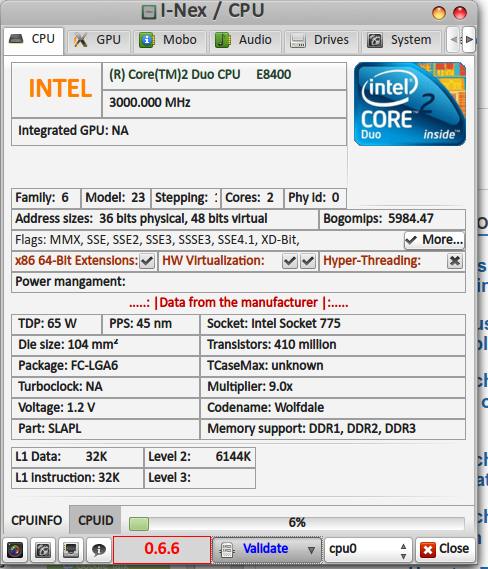 I-Nex / CPU
CPU GPU Mobo Audio Drives System
INTEL
(R) Core(TM)2 Duo CPU E8400
3000.000 MHz
Integrated GPU: NA
intel
CORE 2
Duo inside
Family: 6 Model: 23 Stepping: Cores: 2 Phy Id: 0
Address sizes: 36 bits physical, 48 bits virtual Bogomips: 5984.47
Flags: MMX, SSE, SSE2, SSE3, SSSE3, SSE4.1, XD-Bit, More...
x86 64-Bit Extensions: HW Virtualization: Hyper-Threading:
Power mangament:
.....: |Data from the manufacturer |:.....
TDP: 65 W PPS: 45 nm Socket: Intel Socket 775
Die size: 104 mm² Transistors: 410 million
Package: FC-LGA6 TCaseMax: unknown
Turboclock: NA Multiplier: 9.0x
Voltage: 1.2 V Codename: Wolfdale
Part: SLAPL Memory support: DDR1, DDR2, DDR3
L1 Data: 32K Level 2: 6144K
L1 instruction: 32K Level 3:
CPUINFO CPUID 6%
0.6.6 Validate cpu0 Close